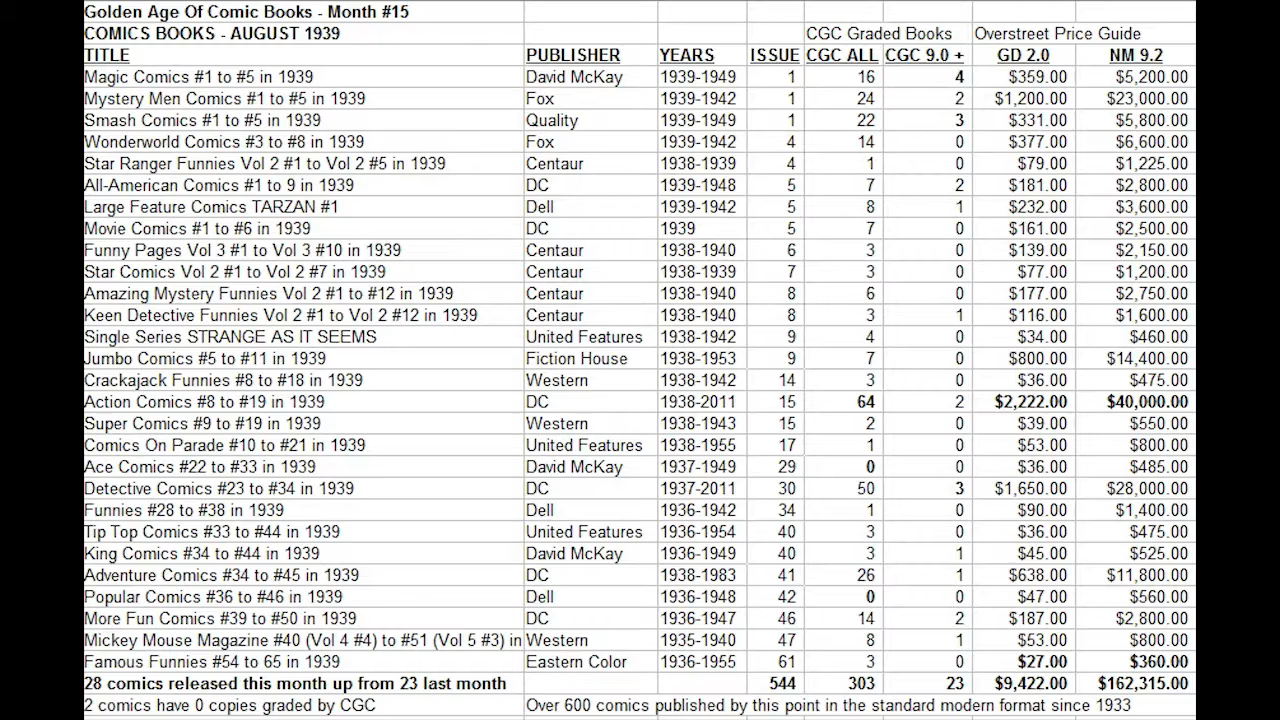 Golden Age Of Comic Books - Month #15
COMICS BOOKS - AUGUST 1939 CGC Graded Books Overstreet Price Guide
TITLE PUBLISHER YEARS ISSUE CGC ALL CGC 9.0 + GD 2.0 NM 9.2
Magic Comics #1 to #5 in 1939 David McKay 1939-1949 1 16 4 $359.00 $5,200.00
Mystery Men Comics #1 to #5 in 1939 Fox 1939-1942 1 24 2 $1,200.00 $23,000.00
Smash Comics #1 to #5 in 1939 Quality 1939-1949 1 22 3 $331.00 $5,800.00
Wonderworld Comics #3 to #8 in 1939 Fox 1939-1942 4 14 0 $377.00 $6,600.00
Star Ranger Funnies Vol 2 #1 to Vol 2 #5 in 1939 Centaur 1938-1939 4 1 0 $79.00 $1,225.00
All-American Comics #1 to 9 in 1939 DC 1939-1948 5 7 2 $181.00 $2,800.00
Large Feature Comics TARZAN #1 Dell 1939-1942 5 8 1 $232.00 $3,600.00
Movie Comics #1 to #6 in 1939 DC 1939 5 7 0 $161.00 $2,500.00
Funny Pages Vol 3 #1 to Vol 3 #10 in 1939 Centaur 1938-1940 6 3 0 $139.00 $2,150.00
Star Comics Vol 2 #1 to Vol 2 #7 in 1939 Centaur 1938-1939 7 3 0 $77.00 $1,200.00
Amazing Mystery Funnies Vol 2 #1 to #12 in 1939 Centaur 1938-1940 8 6 0 $177.00 $2,750.00
Keen Detective Funnies Vol 2 #1 to Vol 2 #12 in 1939 Centaur 1938-1940 8 3 1 $116.00 $1,600.00
Single Series STRANGE AS IT SEEMS United Features 1938-1942 9 4 0 $34.00 $460.00
Jumbo Comics #5 to #11 in 1939 Fiction House 1938-1953 9 7 0 $800.00 $14,400.00
Crackajack Funnies #8 to #18 in 1939 Western 1938-1942 14 3 0 $36.00 $475.00
Action Comics #8 to #19 in 1939 DC 1938-2011 15 64 2 $2,222.00 $40,000.00
Super Comics #9 to #19 in 1939 Western 1938-1943 15 2 0 $39.00 $550.00
Comics On Parade #10 to #21 in 1939 United Features 1938-1955 17 1 0 $53.00 $800.00
Ace Comics #22 to #33 in 1939 David McKay 1937-1949 29 0 0 $36.00 $485.00
Detective Comics #23 to #34 in 1939 DC 1937-2011 30 50 3 $1,650.00 $28,000.00
Funnies #28 to #38 in 1939 Dell 1936-1942 34 1 0 $90.00 $1,400.00
Tip Top Comics #33 to #44 in 1939 United Features 1936-1954 40 3 0 $36.00 $475.00
King Comics #34 to #44 in 1939 David McKay 1936-1949 40 3 1 $45.00 $525.00
Adventure Comics #34 to #45 in 1939 DC 1938-1983 41 26 1 $638.00 $11,800.00
Popular Comics #36 to #46 in 1939 Dell 1936-1948 42 0 0 $47.00 $560.00
More Fun Comics #39 to #50 in 1939 DC 1936-1947 46 14 2 $187.00 $2,800.00
Mickey Mouse Magazine #40 (Vol 4 #4) to #51 (Vol 5 #3) in Western 1935-1940 47 8 1 $53.00 $800.00
Famous Funnies #54 to 65 in 1939 Eastern Color 1936-1955 61 3 0 $27.00 $360.00
28 comics released this month up from 23 last month 544 303 23 $9,422.00 $162,315.00
2 comics have 0 copies graded by CGC Over 600 comics published by this point in the standard modern format since 1933